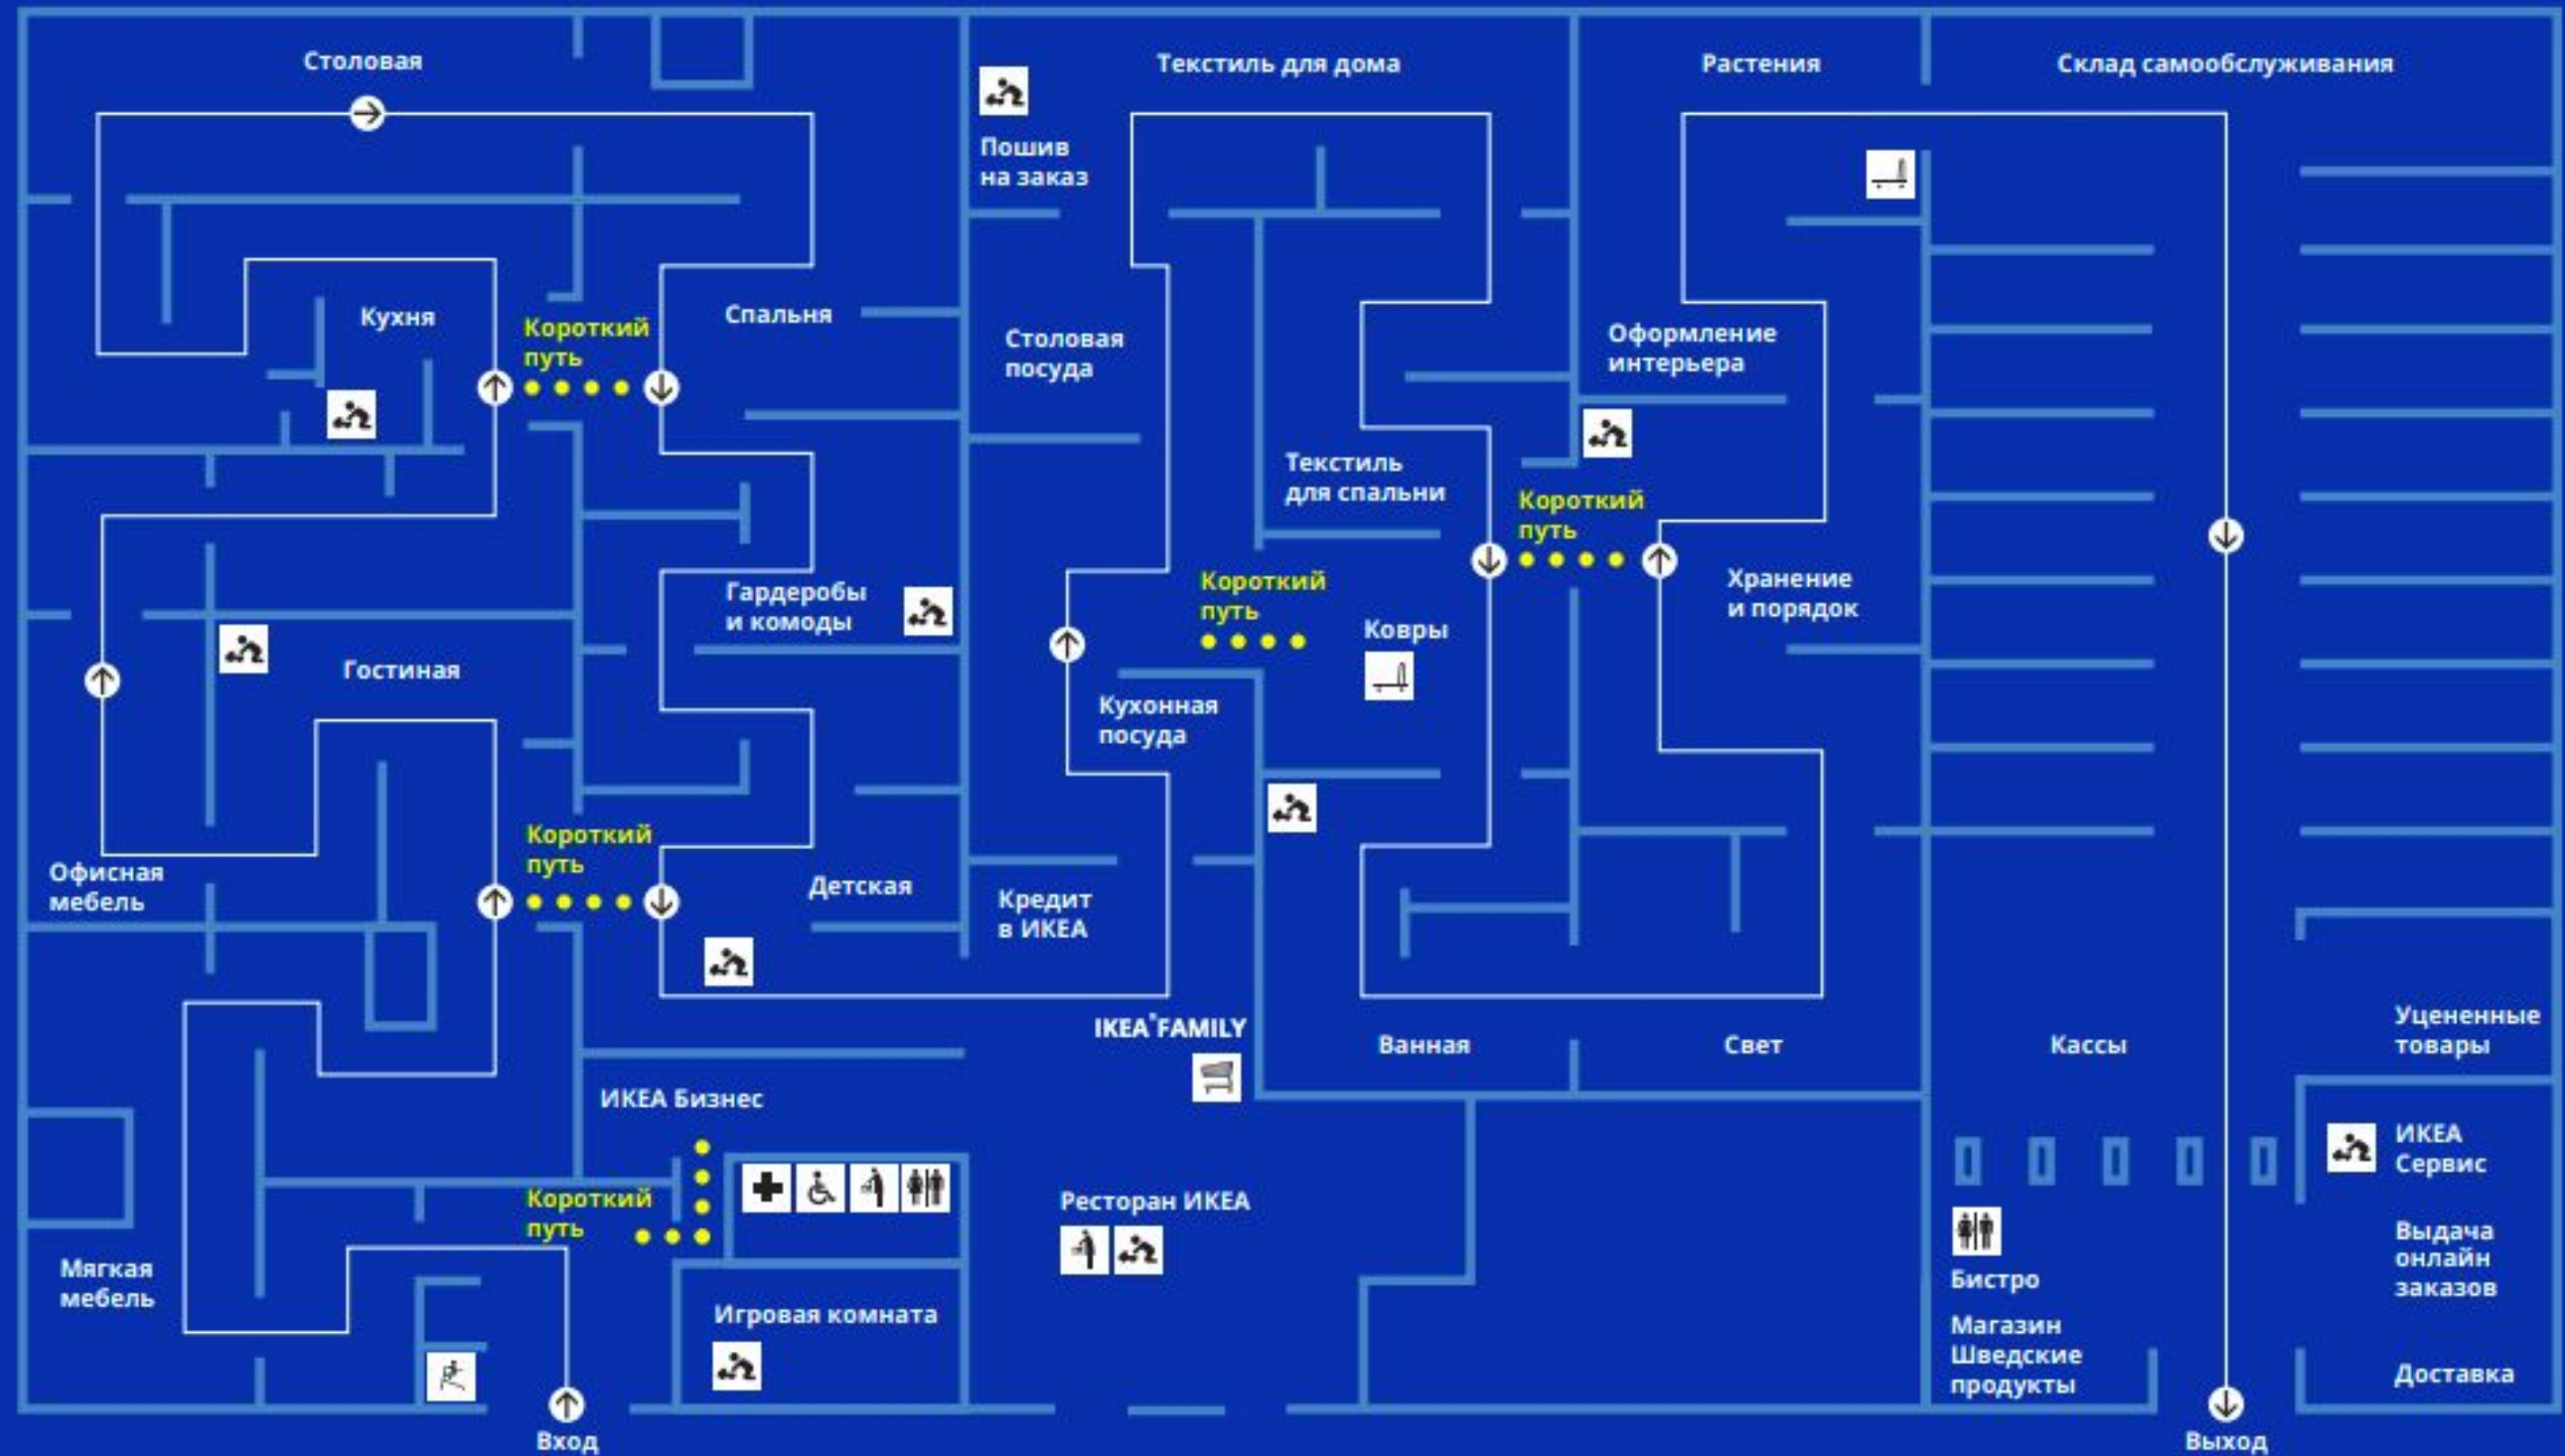 Столовая
Текстиль для дома
Растения
Склад самообслуживания
Пошив
на заказ
Кухня
Короткий
путь
Спальня
Столовая
посуда
Оформление
интерьера
Текстиль
для спальни
Короткий
путь
Гардеробы
и комоды
Короткий
путь
Ковры
Хранение
и порядок
Гостиная
Кухонная
посуда
Офисная
мебель
Короткий
путь
Детская
Кредит
в ИКЕА
IKEA FAMILY
Ванная
Свет
Кассы
Уцененные
товары
ИКЕА Бизнес
ИКЕА
Сервис
Короткий
путь
Ресторан ИКЕА
Выдача
онлайн
заказов
Мягкая
мебель
Бистро
Игровая комната
Магазин
Шведские
продукты
Доставка
Вход
Выход